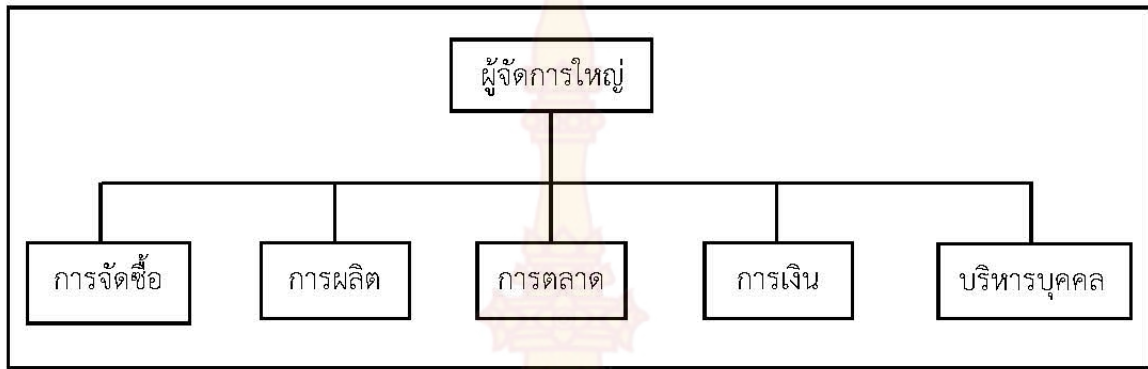 ผู้จัดการใหญ่
การจัดซื้อ
การผลิต
การตลาด
การเงิน
บริหารบุคคล